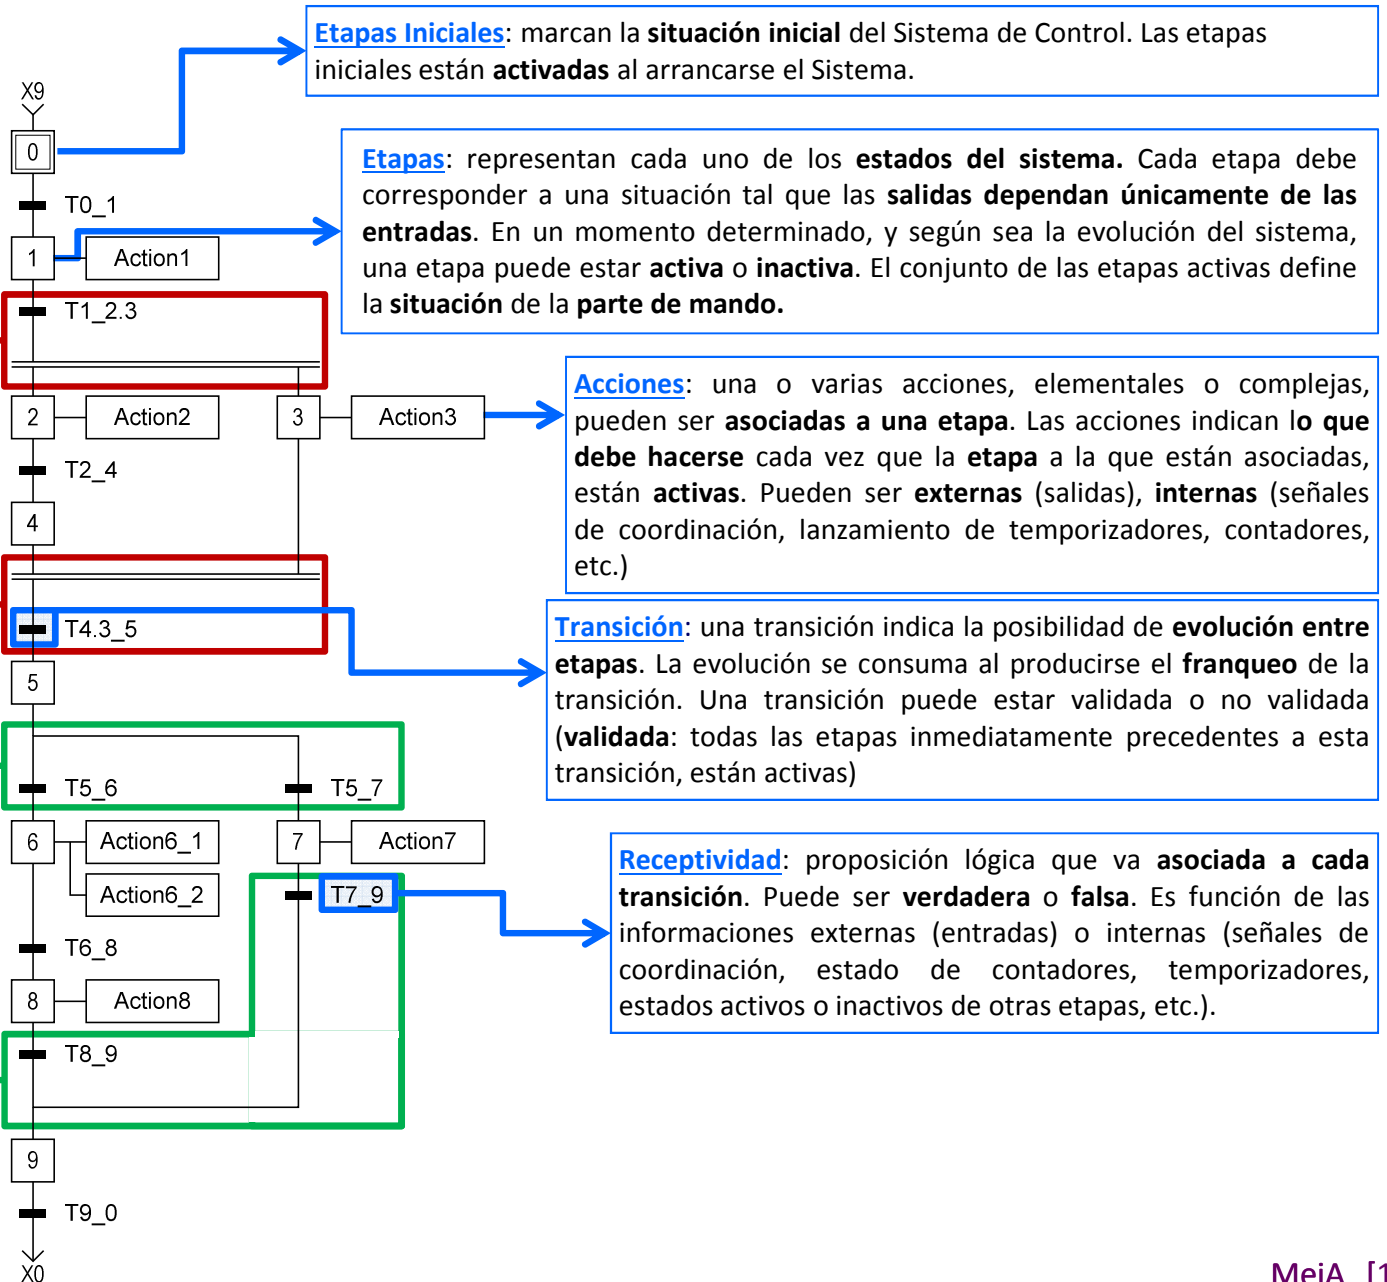 Etapas Iniciales: marcan la situación inicial del Sistema de Control. Las etapas
iniciales están activadas al arrancarse el Sistema.
X9
0
T0_1
Etapas: representan cada uno de los estados del sistema. Cada etapa debe
corresponder a una situación tal que las salidas dependan únicamente de las
entradas. En un momento determinado, y según sea la evolución del sistema,
una etapa puede estar activa o inactiva. El conjunto de las etapas activas define
la situación de la parte de mando.
1
Action1
T1_2.3
2
Action2
3
Action3
Acciones: una o varias acciones, elementales o complejas,
pueden ser asociadas a una etapa. Las acciones indican lo que
debe hacerse cada vez que la etapa a la que están asociadas,
están activas. Pueden ser externas (salidas), internas (señales
de coordinación, lanzamiento de temporizadores, contadores,
etc.)
T2_4
4
T4.3_5
Transición: una transición indica la posibilidad de evolución entre
etapas. La evolución se consuma al producirse el franqueo de la
transición. Una transición puede estar validada o no validada
(validada: todas las etapas inmediatamente precedentes a esta
transición, están activas)
5
T5_6
T5_7
6
Action6_1
Action6_2
7
Action7
T7_9
Receptividad: proposición lógica que va asociada a cada
transición. Puede ser verdadera o falsa. Es función de las
informaciones externas (entradas) o internas (señales de
coordinación, estado de contadores, temporizadores,
estados activos o inactivos de otras etapas, etc.).
T6_8
8
Action8
T8_9
9
T9_0
X0
MeiA [1